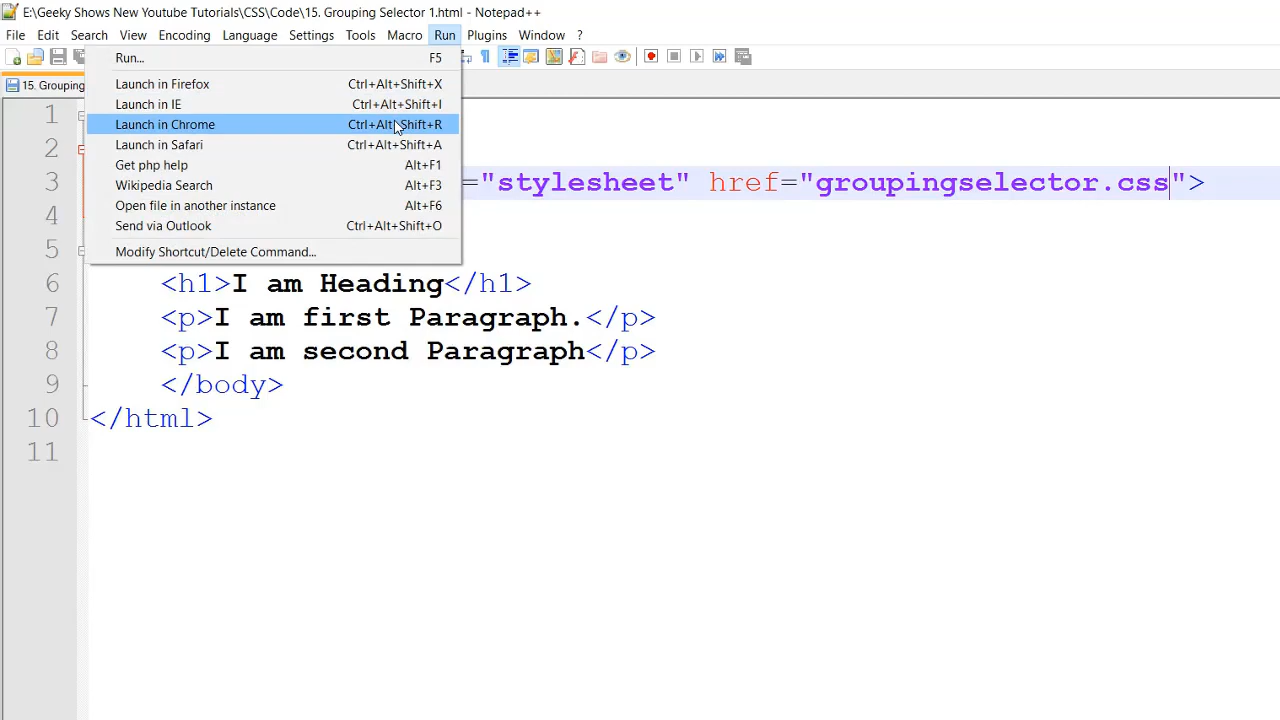 E:\Geeky Shows New Youtube Tutorials\CSS\Code\15. Grouping Selector 1.html - Notepad++
File Edit Search View Encoding Language Settings Tools Macro Run Plugins Window ?
Run... F5
15. Grouping
Launch in Firefox Ctrl+Alt+Shift+X
Launch in IE Ctrl+Alt+Shift+I
Launch in Chrome Ctrl+Alt+Shift+R
Launch in Safari Ctrl+Alt+Shift+A
Get php help Alt+F1
Wikipedia Search Alt+F3
Open file in another instance Alt+F6
Send via Outlook Ctrl+Alt+Shift+O
Modify Shortcut/Delete Command...
1
2
3 ="stylesheet" href="groupingselector.css">
4
5
6 <h1>I am Heading</h1>
7 <p>I am first Paragraph.</p>
8 <p>I am second Paragraph</p>
9 </body>
10 </html>
11